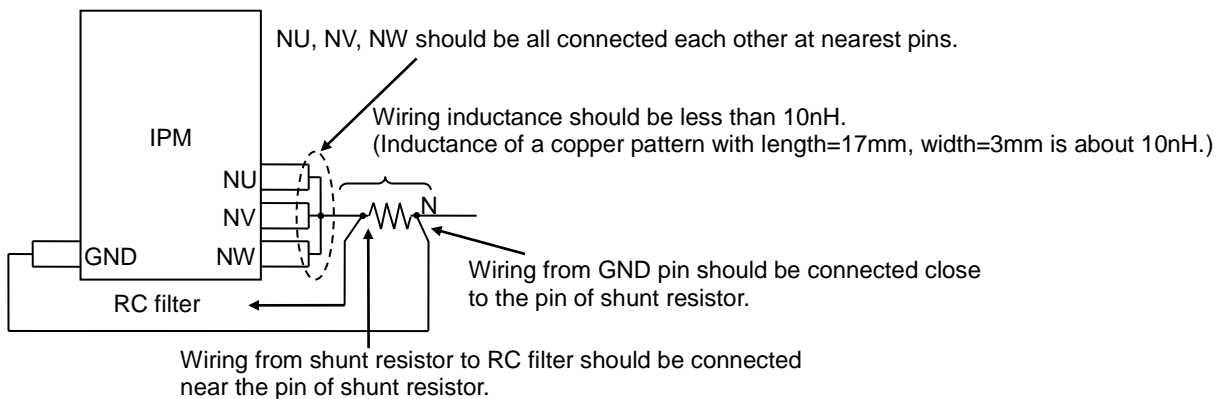 NU, NV, NW should be all connected each other at nearest pins.
Wiring inductance should be less than 10nH.
(Inductance of a copper pattern with length=17mm, width=3mm is about 10nH.)
IPM
NU
N
NV
GND
NW
Wiring from GND pin should be connected close
to the pin of shunt resistor.
RC filter
Wiring from shunt resistor to RC filter should be connected
near the pin of shunt resistor.